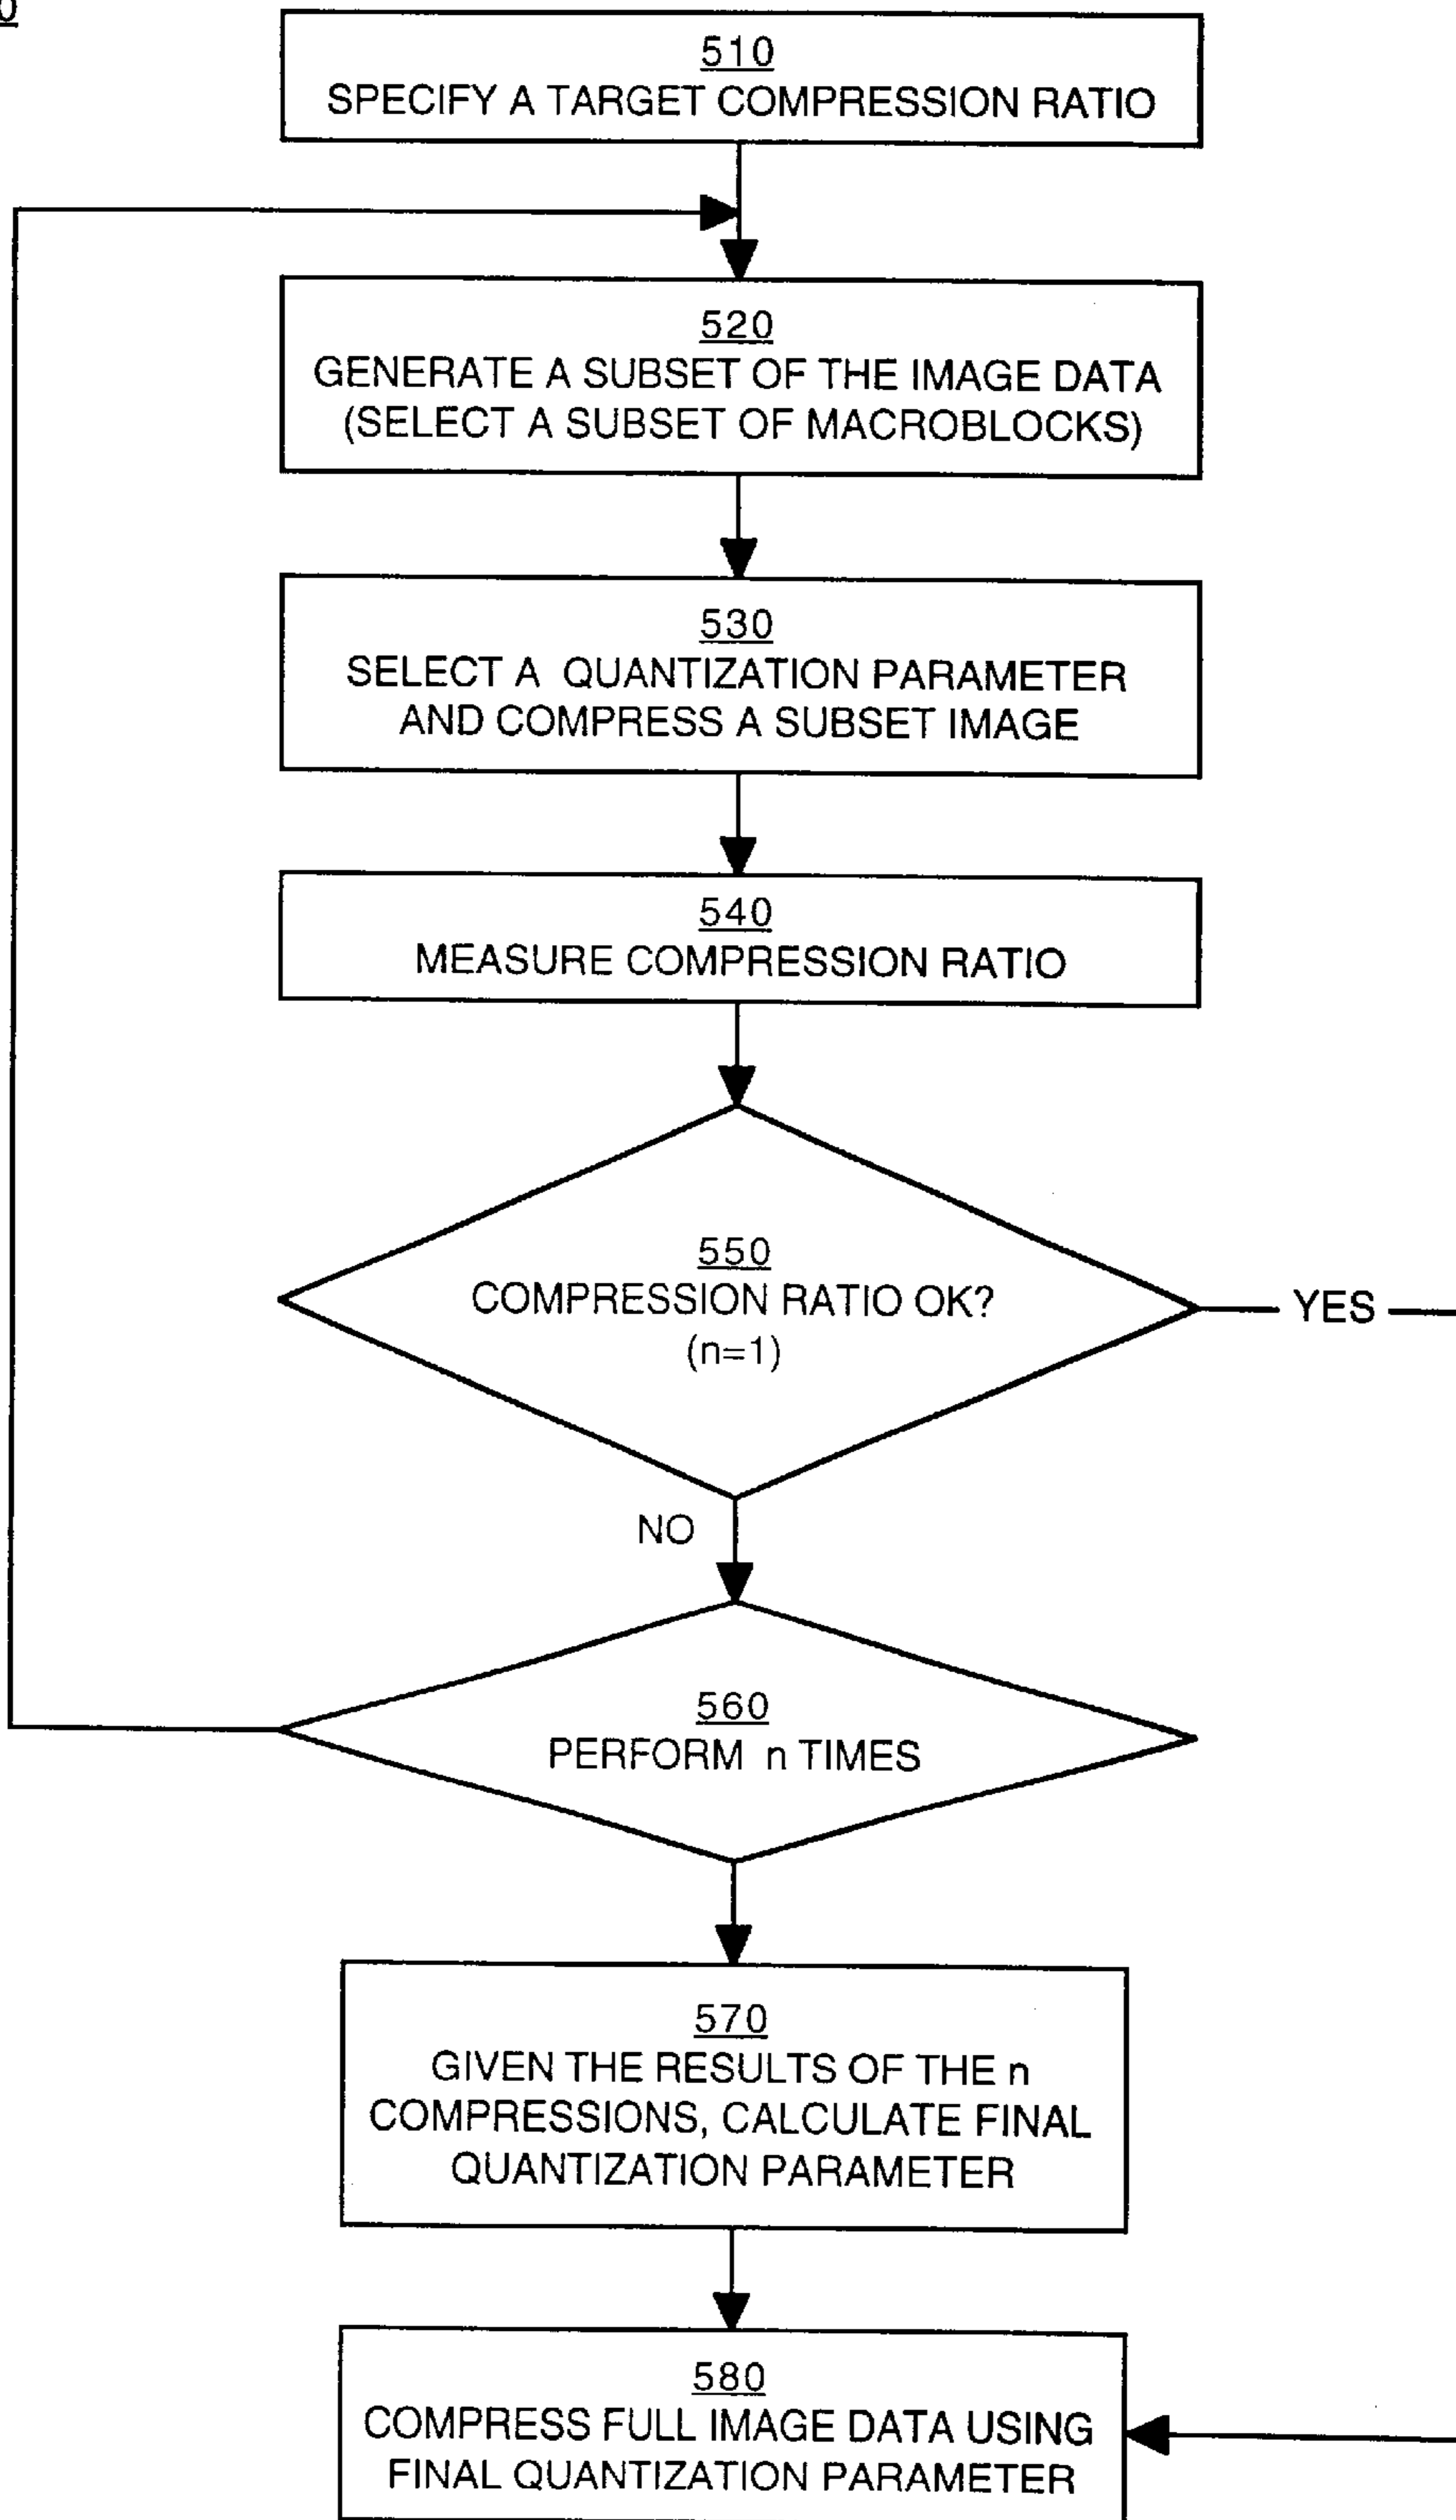 510
SPECIFY A TARGET COMPRESSION RATIO
520
GENERATE A SUBSET OF THE IMAGE DATA
(SELECT A SUBSET OF MACROBLOCKS)
530
SELECT A QUANTIZATION PARAMETER
AND COMPRESS A SUBSET IMAGE
540
MEASURE COMPRESSION RATIO
550
COMPRESSION RATIO OK?
(n=1)
YES
NO
560
PERFORM n TIMES
570
GIVEN THE RESULTS OF THE n
COMPRESSIONS, CALCULATE FINAL
QUANTIZATION PARAMETER
580
COMPRESS FULL IMAGE DATA USING
FINAL QUANTIZATION PARAMETER